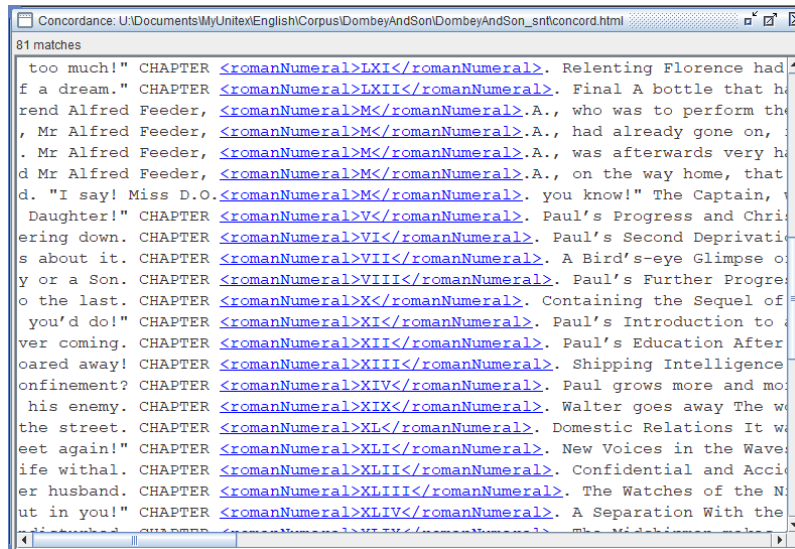 Concordance: U:\Documents\MyUnitex\English\Corpus\DombeyAndSon\DombeyAndSon_snt\concord.html
81 matches
too much!" CHAPTER <romanNumeral>LXI</romanNumeral>. Relenting Florence had
f a dream." CHAPTER <romanNumeral>LXII</romanNumeral>. Final A bottle that ha
rend Alfred Feeder, <romanNumeral>M</romanNumeral>.A., who was to perform the
, Mr Alfred Feeder, <romanNumeral>M</romanNumeral>.A., had already gone on,
. Mr Alfred Feeder, <romanNumeral>M</romanNumeral>.A., was afterwards very ha
d Mr Alfred Feeder, <romanNumeral>M</romanNumeral>.A., on the way home, that
d. "I say! Miss D.O.<romanNumeral>M</romanNumeral>. you know!" The Captain, w
Daughter!" CHAPTER <romanNumeral>V</romanNumeral>. Paul's Progress and Chris
ering down. CHAPTER <romanNumeral>VI</romanNumeral>. Paul's Second Deprivatio
s about it. CHAPTER <romanNumeral>VII</romanNumeral>. A Bird's-eye Glimpse o
y or a Son. CHAPTER <romanNumeral>VIII</romanNumeral>. Paul's Further Progres
o the last. CHAPTER <romanNumeral>X</romanNumeral>. Containing the Sequel of
you'd do!" CHAPTER <romanNumeral>XI</romanNumeral>. Paul's Introduction to a
ver coming. CHAPTER <romanNumeral>XII</romanNumeral>. Paul's Education After
oared away! CHAPTER <romanNumeral>XIII</romanNumeral>. Shipping Intelligence
onfinement? CHAPTER <romanNumeral>XIV</romanNumeral>. Paul grows more and mo
his enemy. CHAPTER <romanNumeral>XIX</romanNumeral>. Walter goes away The wo
the street. CHAPTER <romanNumeral>XL</romanNumeral>. Domestic Relations It wa
eet again!" CHAPTER <romanNumeral>XLI</romanNumeral>. New Voices in the Waves
ife withal. CHAPTER <romanNumeral>XLII</romanNumeral>. Confidential and Accid
er husband. CHAPTER <romanNumeral>XLIII</romanNumeral>. The Watches of the Ni
ut in you!" CHAPTER <romanNumeral>XLIV</romanNumeral>. A Separation With the